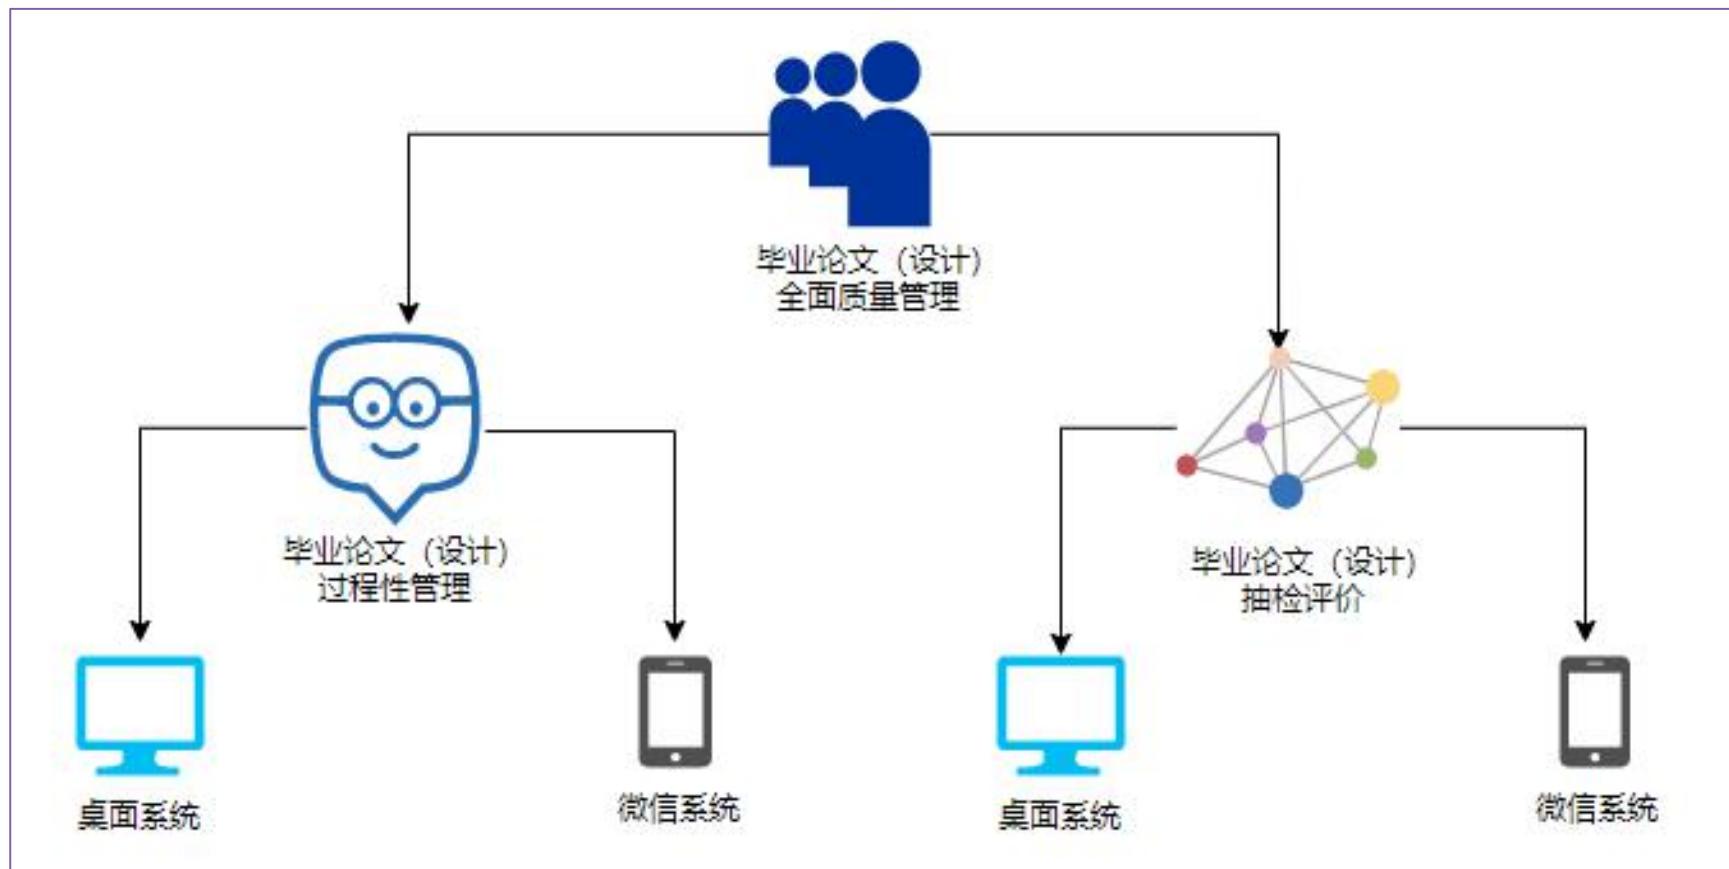 毕业论文（设计）
全面质量管理
毕业论文（设计）
过程性管理
毕业论文（设计）
抽检评价
桌面系统
微信系统
桌面系统
微信系统